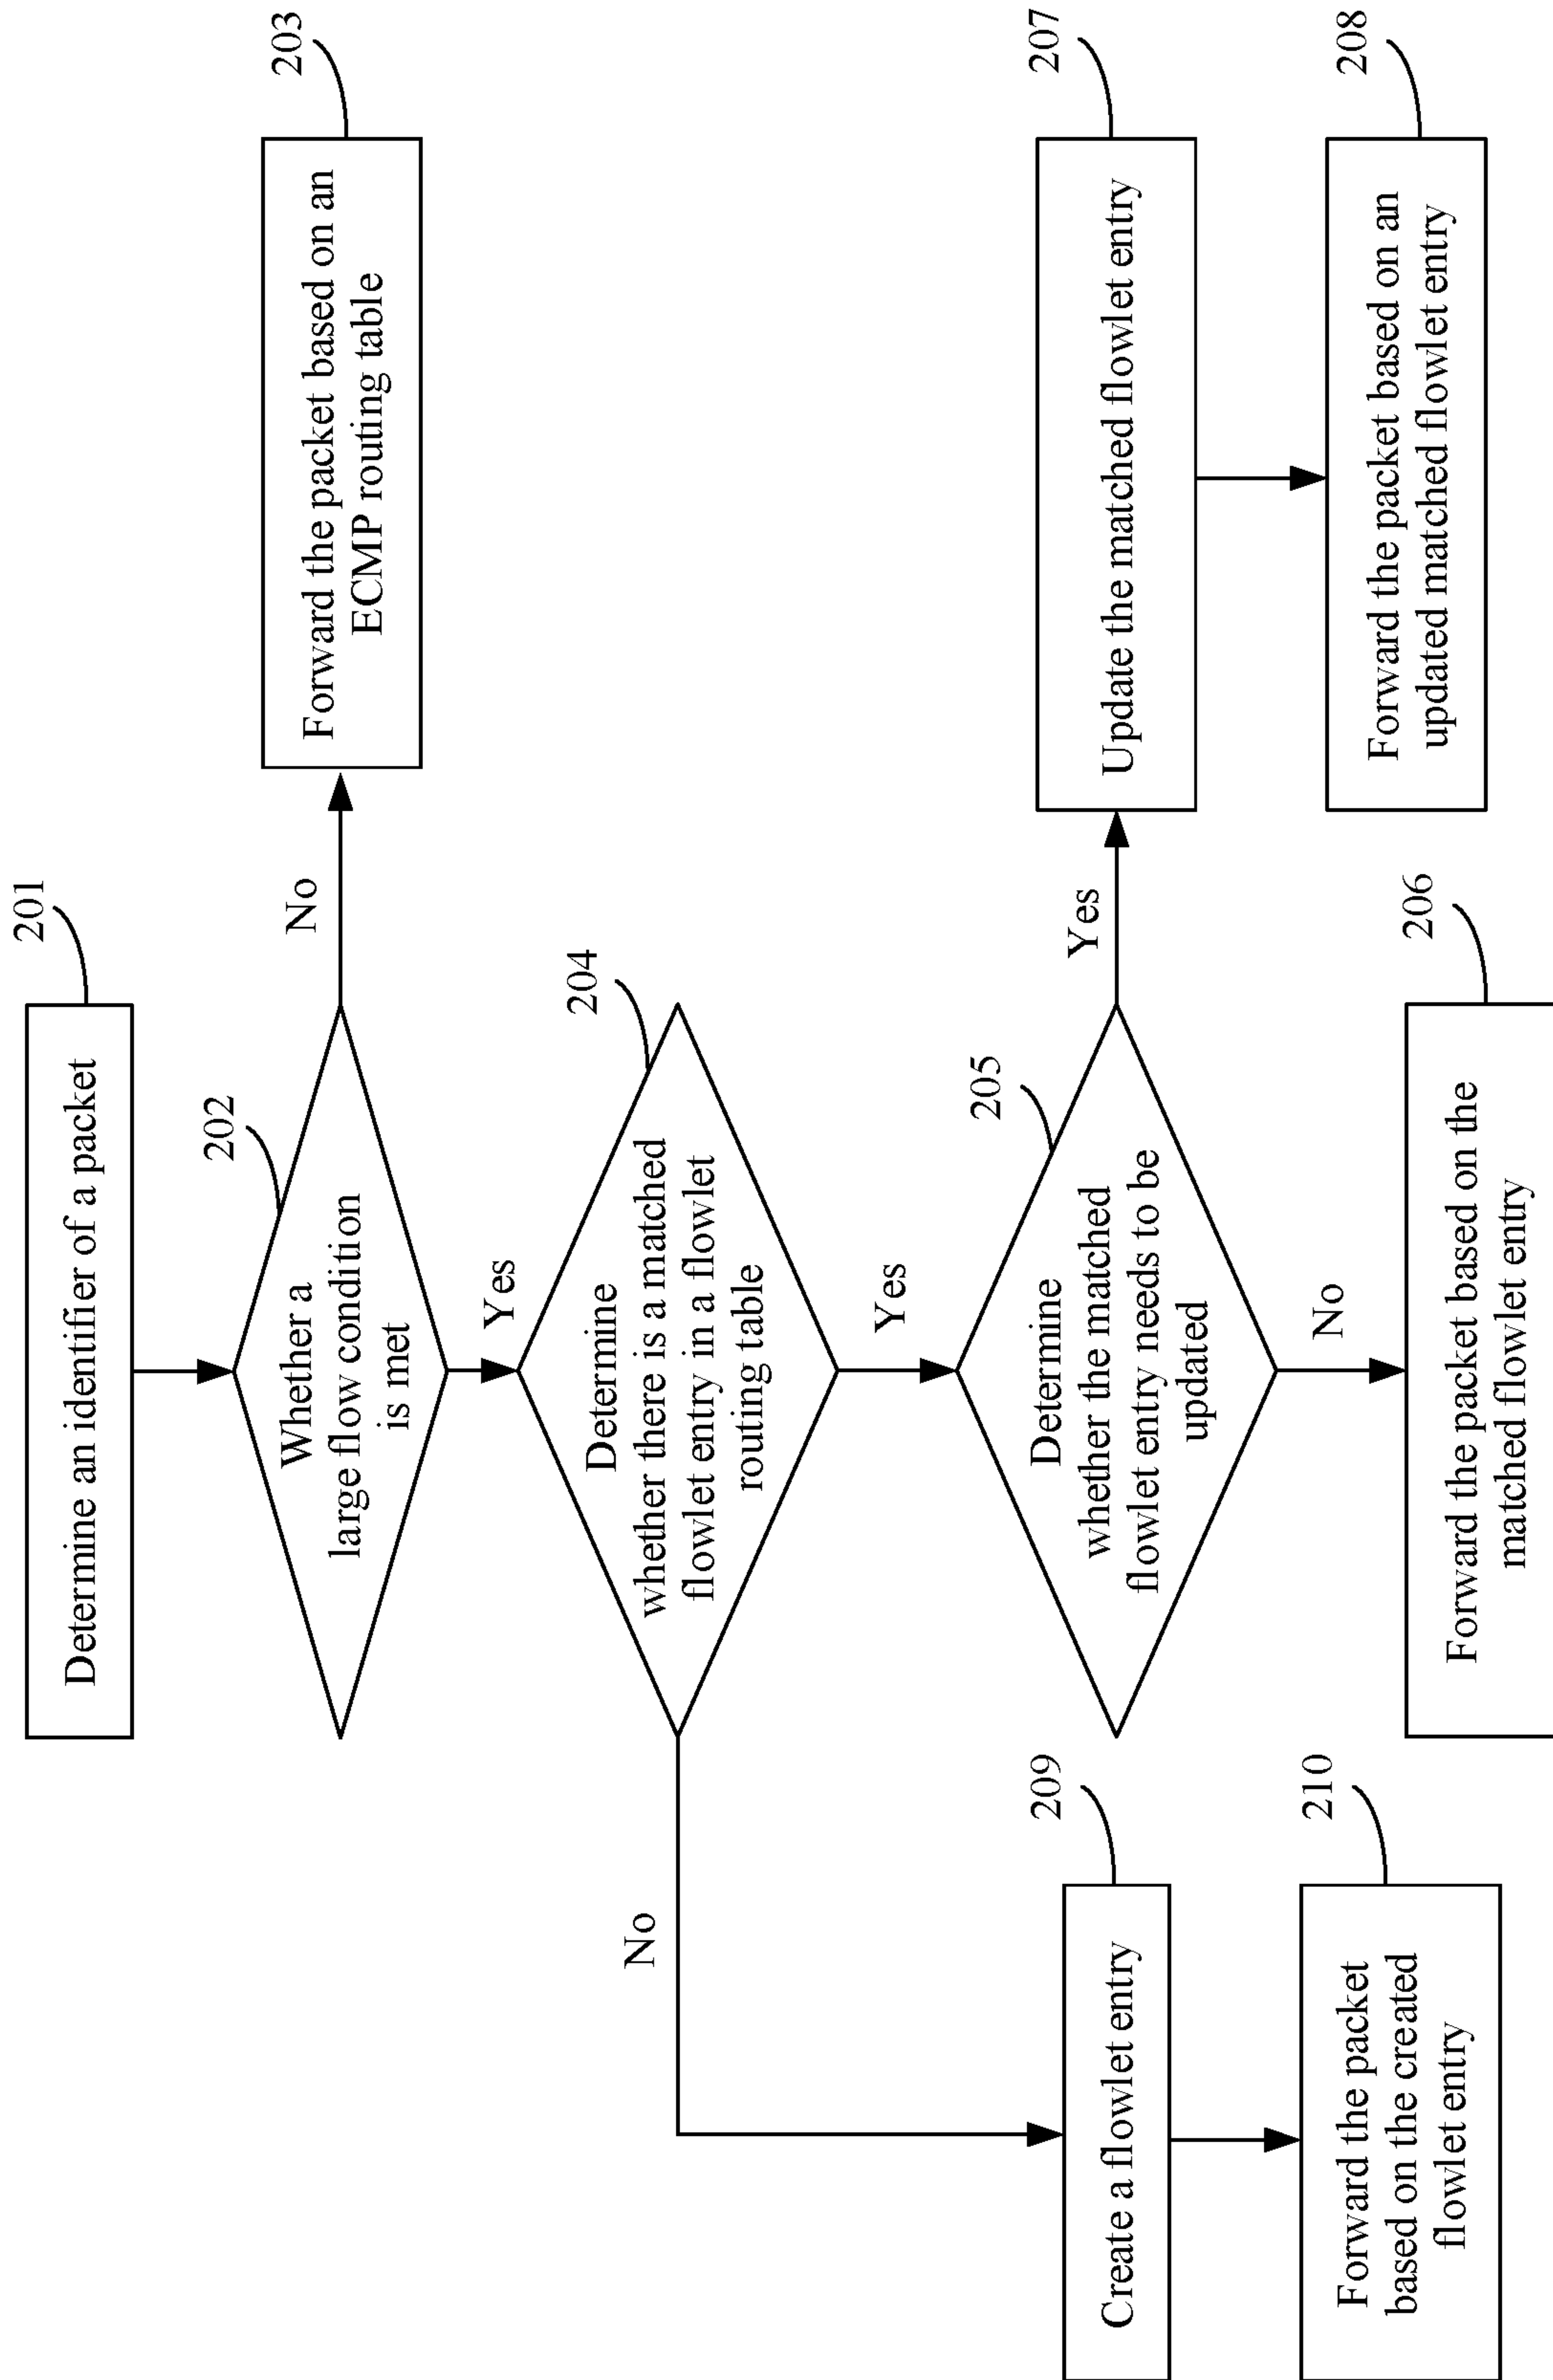 201
Determine an identifier of a packet
202
Whether a
large flow condition
is met
No
203
Forward the packet based on an
ECMP routing table
Yes
204
Determine
whether there is a matched
flowlet entry in a flowlet
routing table
No
Yes
205
Determine
whether the matched
flowlet entry needs to be
updated
Yes
207
Update the matched flowlet entry
208
Forward the packet based on an
updated matched flowlet entry
No
206
Forward the packet based on the
matched flowlet entry
209
Create a flowlet entry
210
Forward the packet
based on the created
flowlet entry